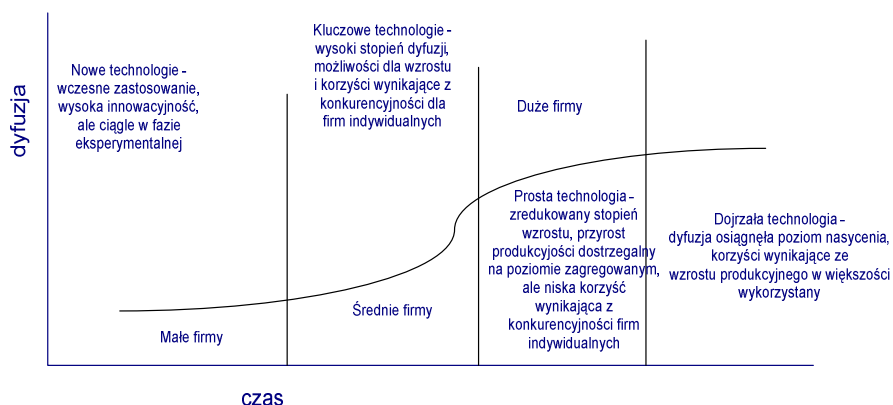 dyfuzja
Nowe technologie -
wczesne zastosowanie,
wysoka innowacyjność,
ale ciągle w fazie
eksperymentalnej
Małe firmy
Kluczowe technologie -
wysoki stopień dyfuzji,
możliwości dla wzrostu
i korzyści wynikające z
konkurencyjności dla
firm indywidualnych
Średnie firmy
Duże firmy
Prosta technologia -
zredukowany stopień
wzrostu, przyrost
produkcyjości dostrzegalny
na poziomie zagregowanym,
ale niska korzyść
wynikająca z
konkurencyjności firm
indywidualnych
Dojrzała technologia -
dyfuzja osiągnęła poziom nasycenia,
korzyści wynikające ze
wzrostu produkcyjnego w większości
wykorzystany
czas